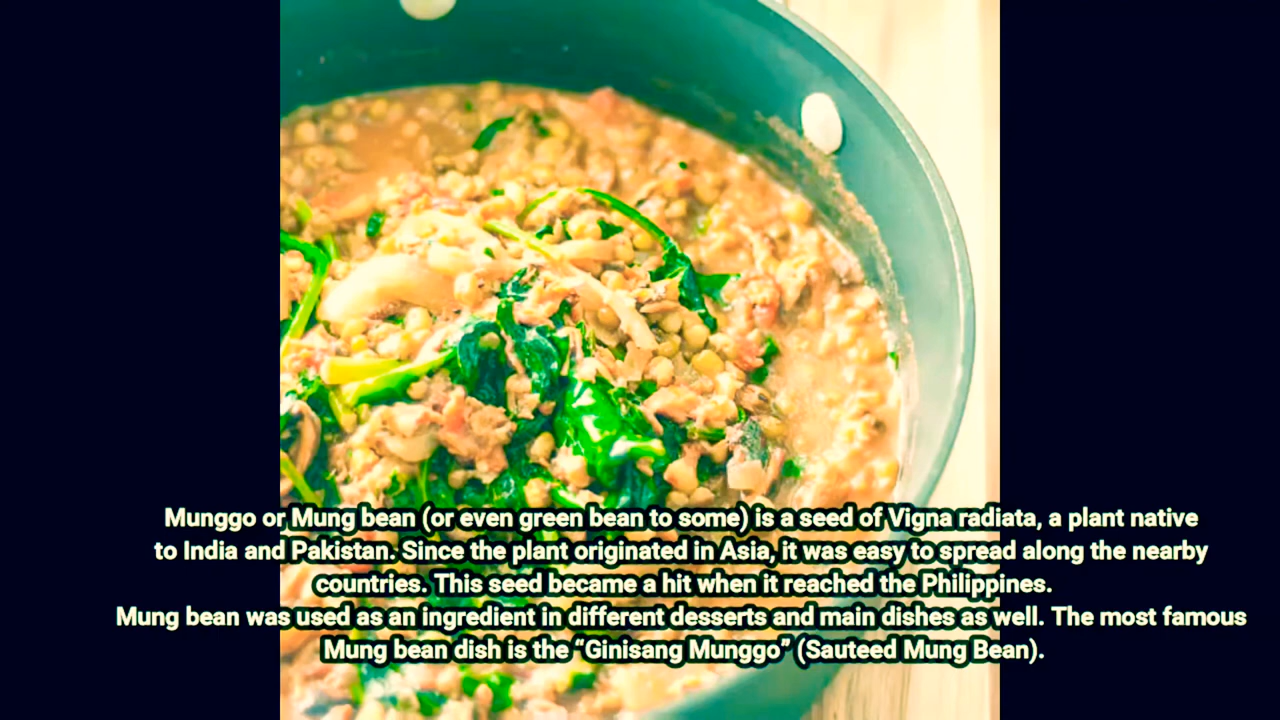 Munggo or Mung bean (or even green bean to some) is a seed of Vigna radiata, a plant native
to India and Pakistan. Since the plant originated in Asia, it was easy to spread along the nearby
countries. This seed became a hit when it reached the Philippines.
Mung bean was used as an ingredient in different desserts and main dishes as well. The most famous
Mung bean dish is the “Ginisang Munggo” (Sauteed Mung Bean).